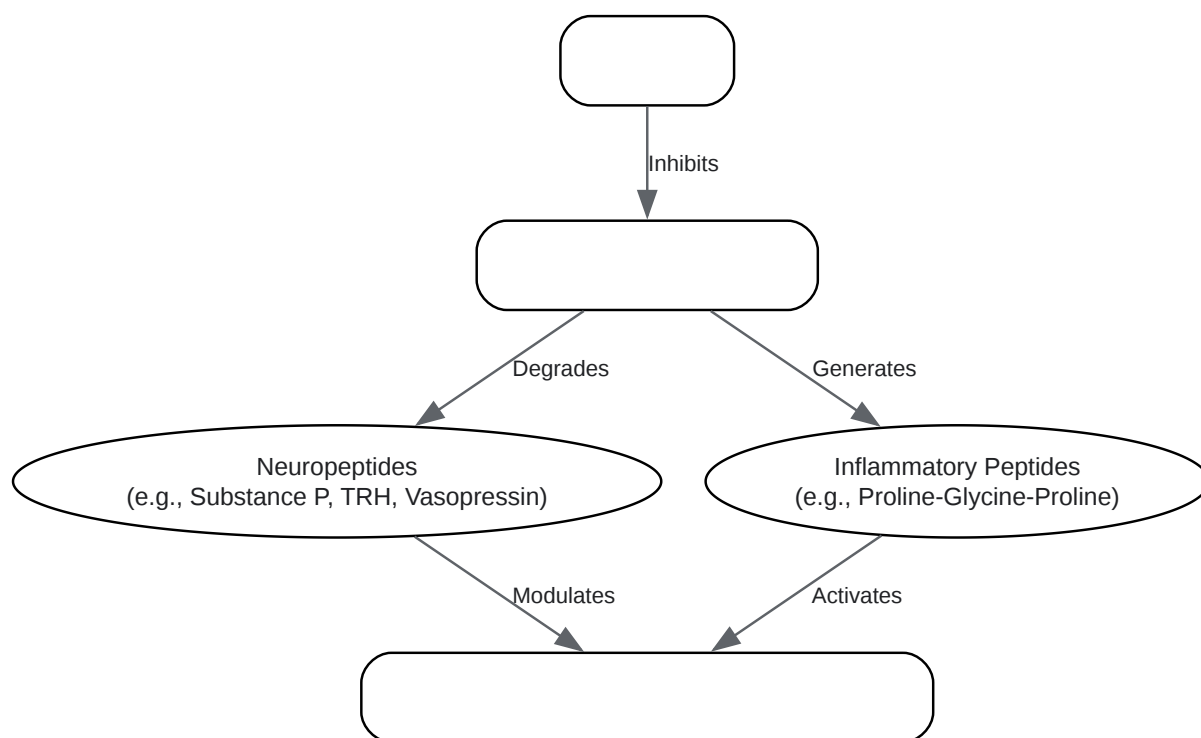 Inhibits
Degrades
Generates
Neuropeptides
(e.g., Substance P, TRH, Vasopressin)
Inflammatory Peptides
(e.g., Proline-Glycine-Proline)
Modulates
Activates